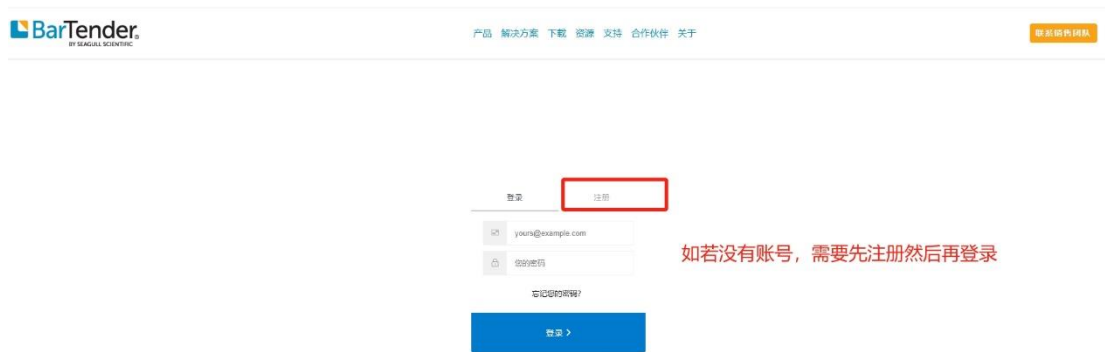 BarTender.
BY SEAGULL SCIENTIFIC
产品 解决方案 下载 资源 支持 合作伙伴 关于
联系销售团队
登录 注册
yours@example.com
您的密码
如若没有账号，需要先注册然后再登录
忘记您的密码?
登录 >